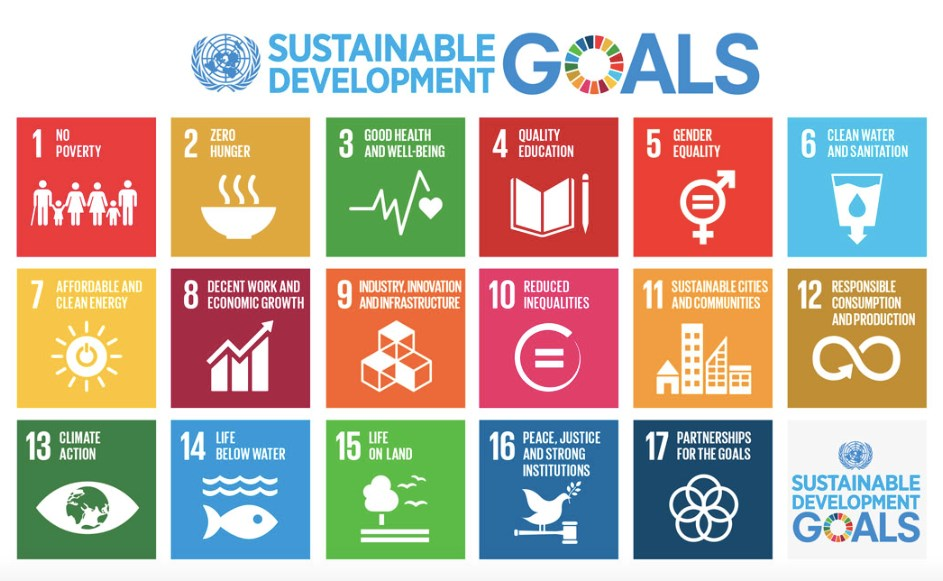 SUSTAINABLE
DEVELOPMENT
GOALS
1 NO
POVERTY
2 ZERO
HUNGER
3 GOOD HEALTH
AND WELL-BEING
4 QUALITY
EDUCATION
5 GENDER
EQUALITY
6 CLEAN WATER
AND SANITATION
7 AFFORDABLE AND
CLEAN ENERGY
8 DECENT WORK AND
ECONOMIC GROWTH
9 INDUSTRY, INNOVATION
AND INFRASTRUCTURE
10 REDUCED
INEQUALITIES
11 SUSTAINABLE CITIES
AND COMMUNITIES
12 RESPONSIBLE
CONSUMPTION
AND PRODUCTION
13 CLIMATE
ACTION
14 LIFE
BELOW WATER
15 LIFE
ON LAND
16 PEACE, JUSTICE
AND STRONG
INSTITUTIONS
17 PARTNERSHIPS
FOR THE GOALS
SUSTAINABLE
DEVELOPMENT
GOALS